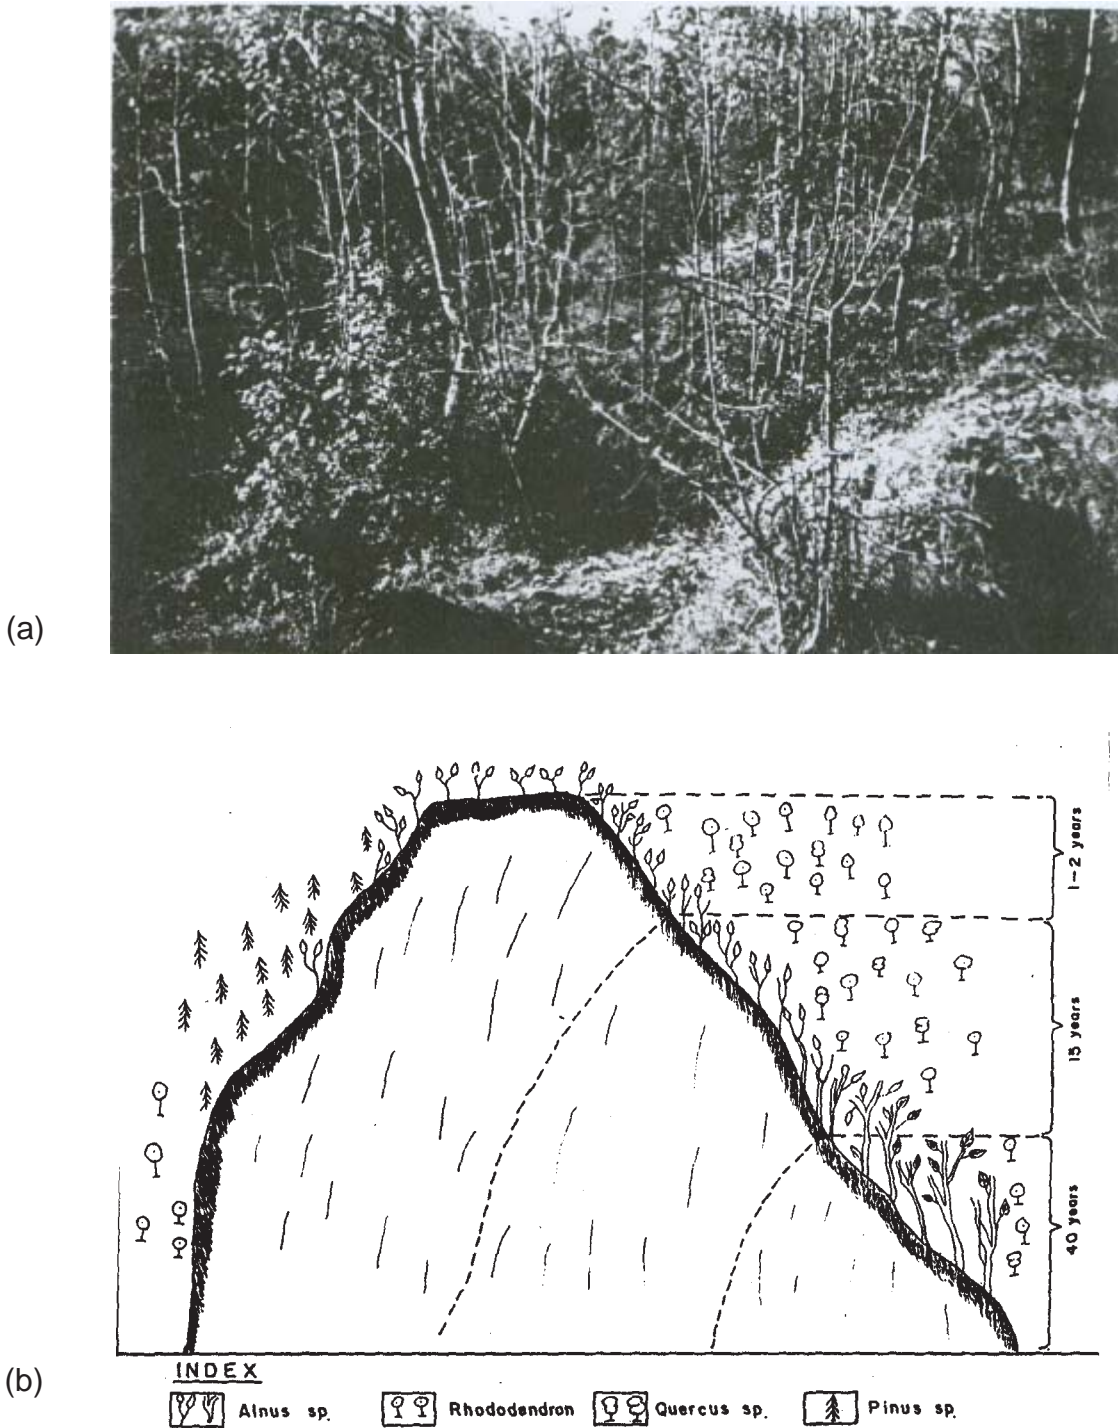 (a)
1-2 years
15 years
40 years
(b)
INDEX
Alnus sp.
Rhododendron
Quercus sp.
Pinus sp.